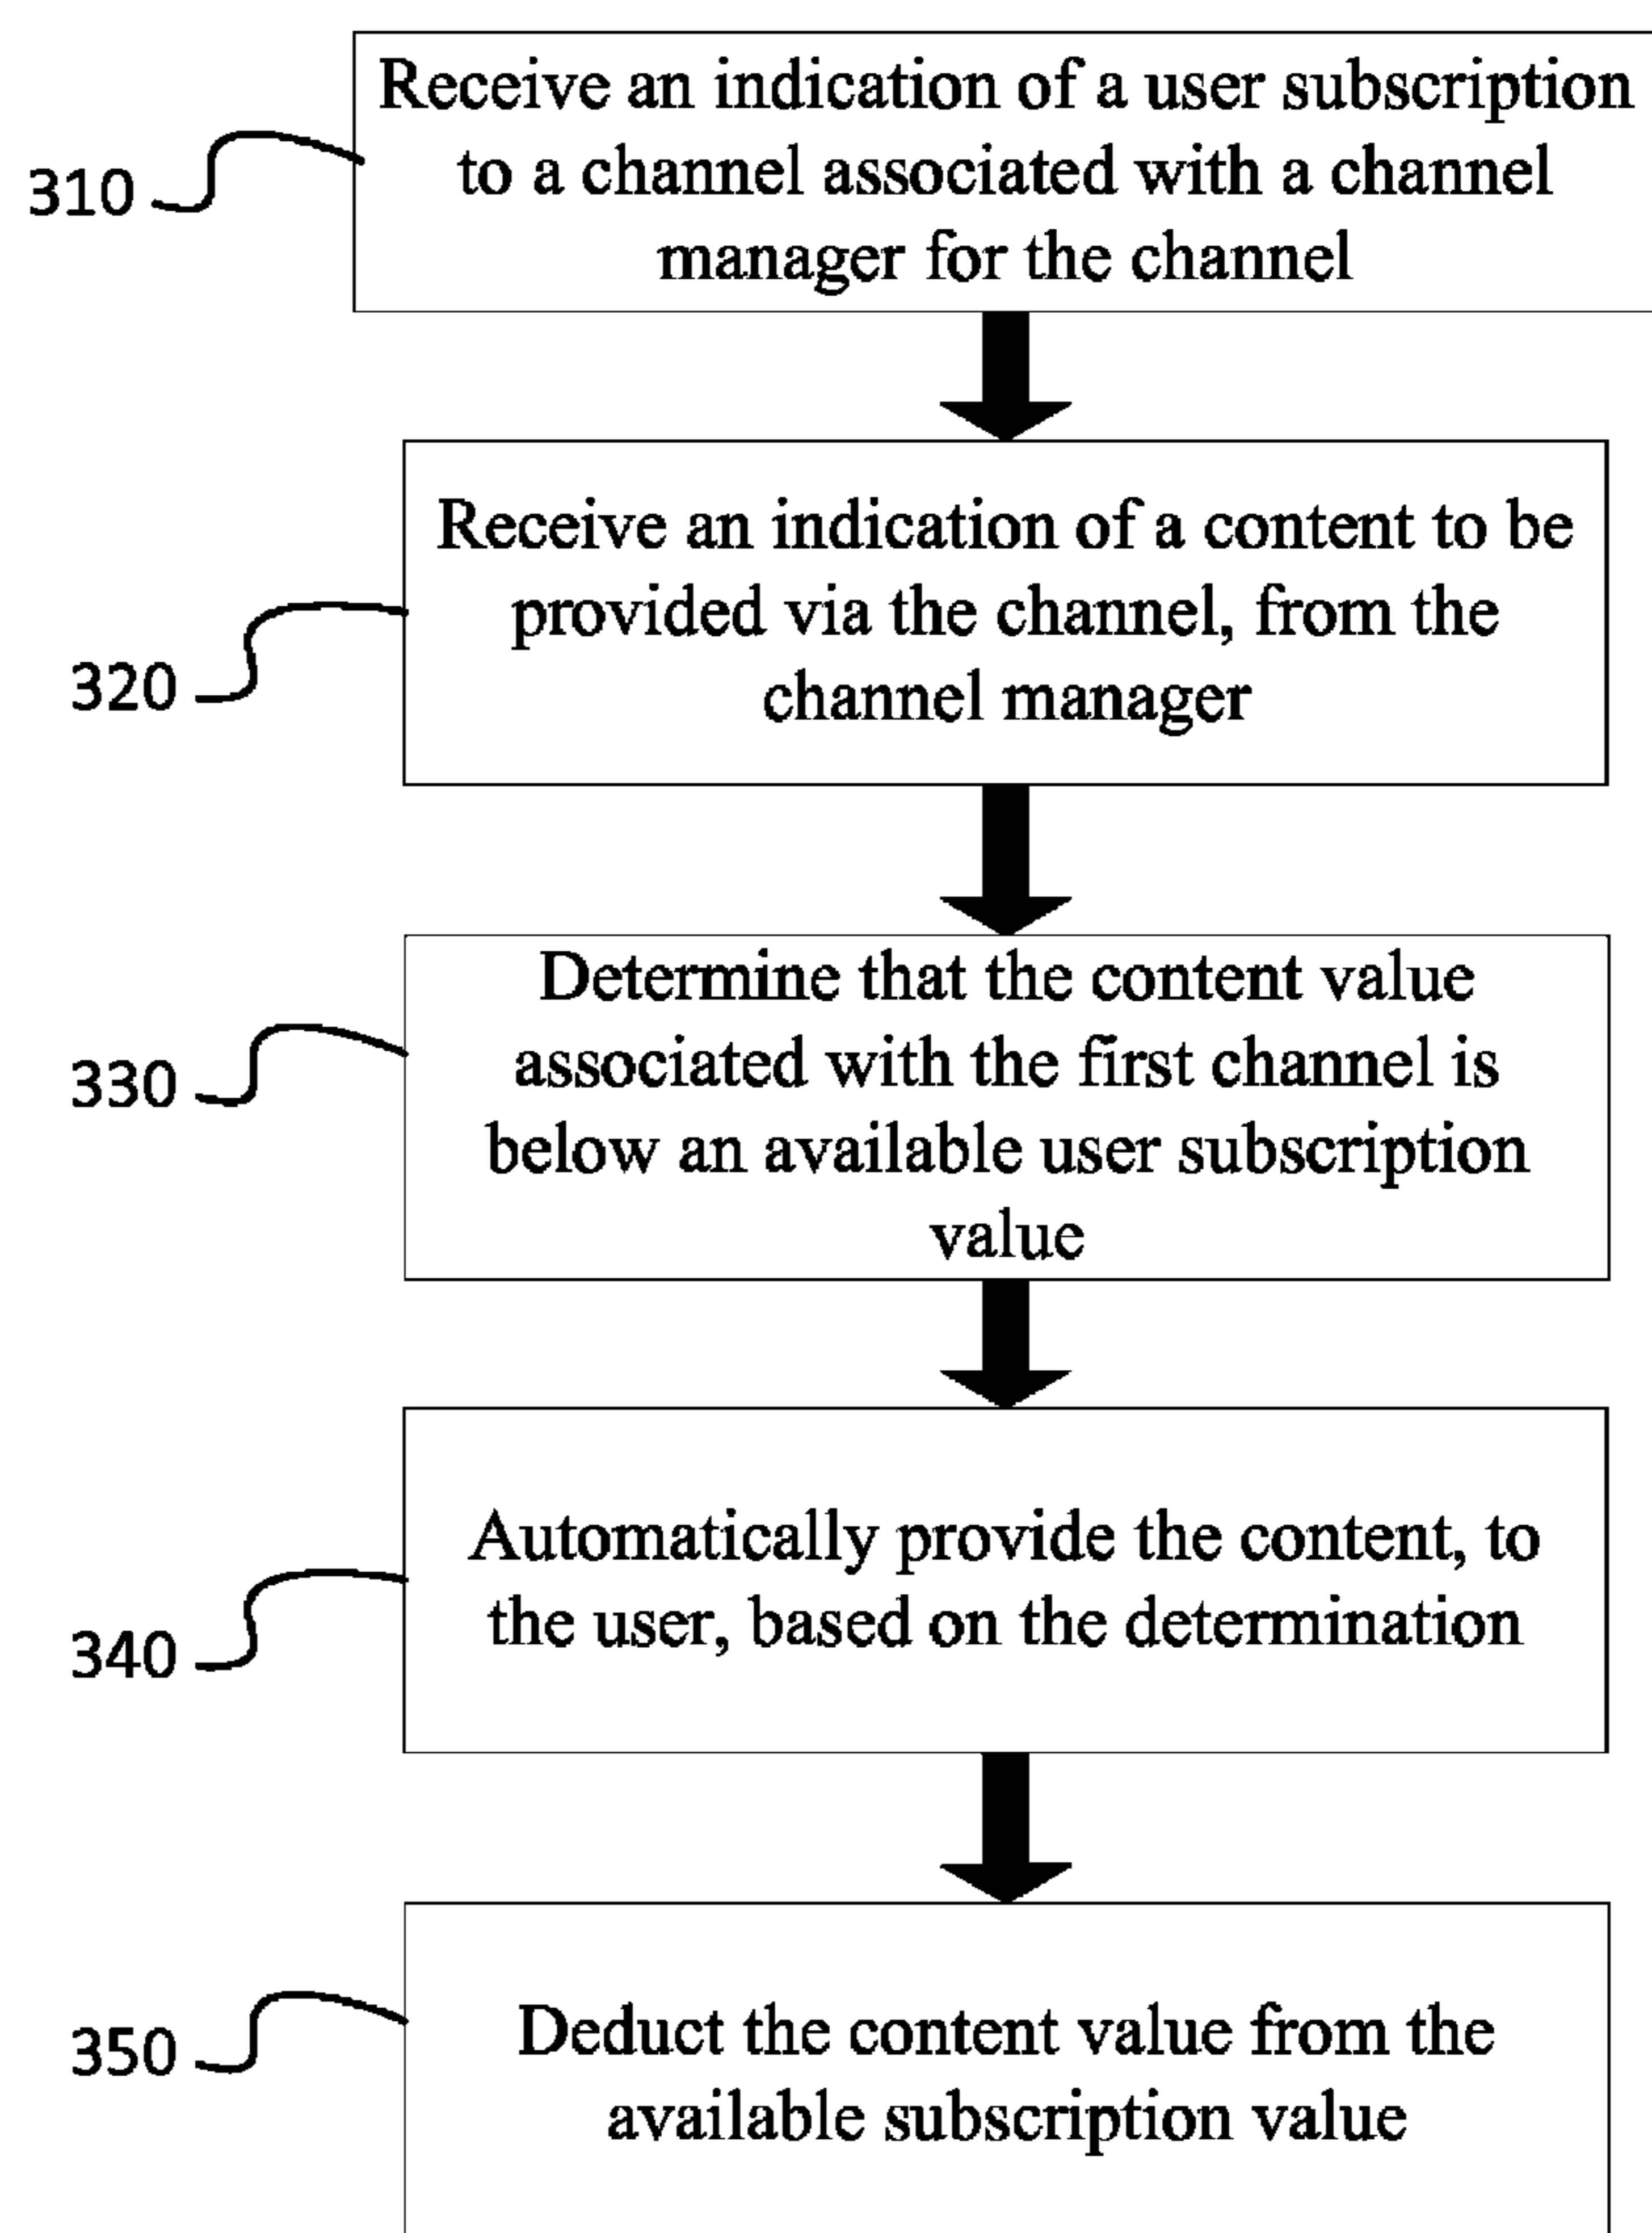 Receive an indication of a user subscription
to a channel associated with a channel
manager for the channel
310
Receive an indication of a content to be
provided via the channel, from the
channel manager
320
Determine that the content value
associated with the first channel is
below an available user subscription
value
330
Automatically provide the content, to
the user, based on the determination
340
Deduct the content value from the
available subscription value
350